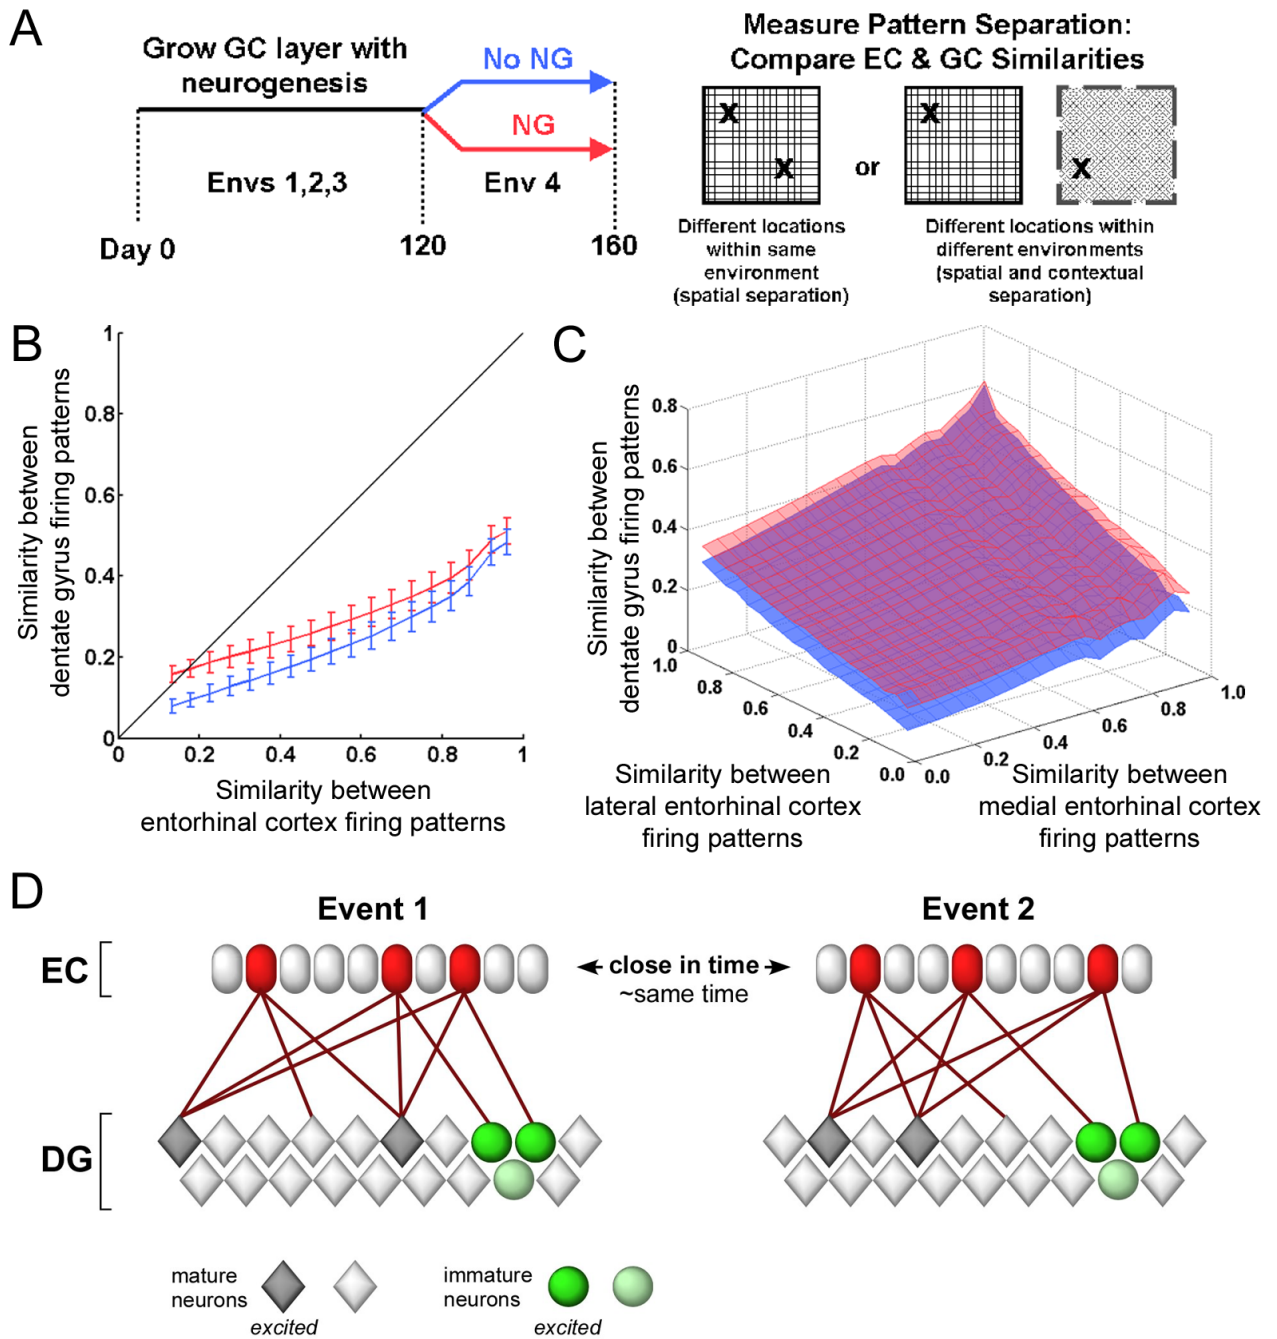 A
Grow GC layer with
neurogenesis
No NG
NG
Envs 1,2,3
Env 4
Day 0
120
160
Measure Pattern Separation:
Compare EC & GC Similarities
X
X
or
X
X
Different locations
within same
environment
(spatial separation)
Different locations within
different environments
(spatial and contextual
separation)
B
Similarity between
dentate gyrus firing patterns
1
0.8
0.6
0.4
0.2
0
0
0.2
0.4
0.6
0.8
1
Similarity between
entorhinal cortex firing patterns
C
Similarity between
dentate gyrus firing patterns
0.8
0.6
0.4
0.2
0
1.0
0.8
0.6
0.4
0.2
0.0
0.0
0.2
0.4
0.6
0.8
1.0
Similarity between
lateral entorhinal cortex
firing patterns
Similarity between
medial entorhinal cortex
firing patterns
D
Event 1
Event 2
EC
close in time
~same time
DG
mature
neurons
excited
immature
neurons
excited